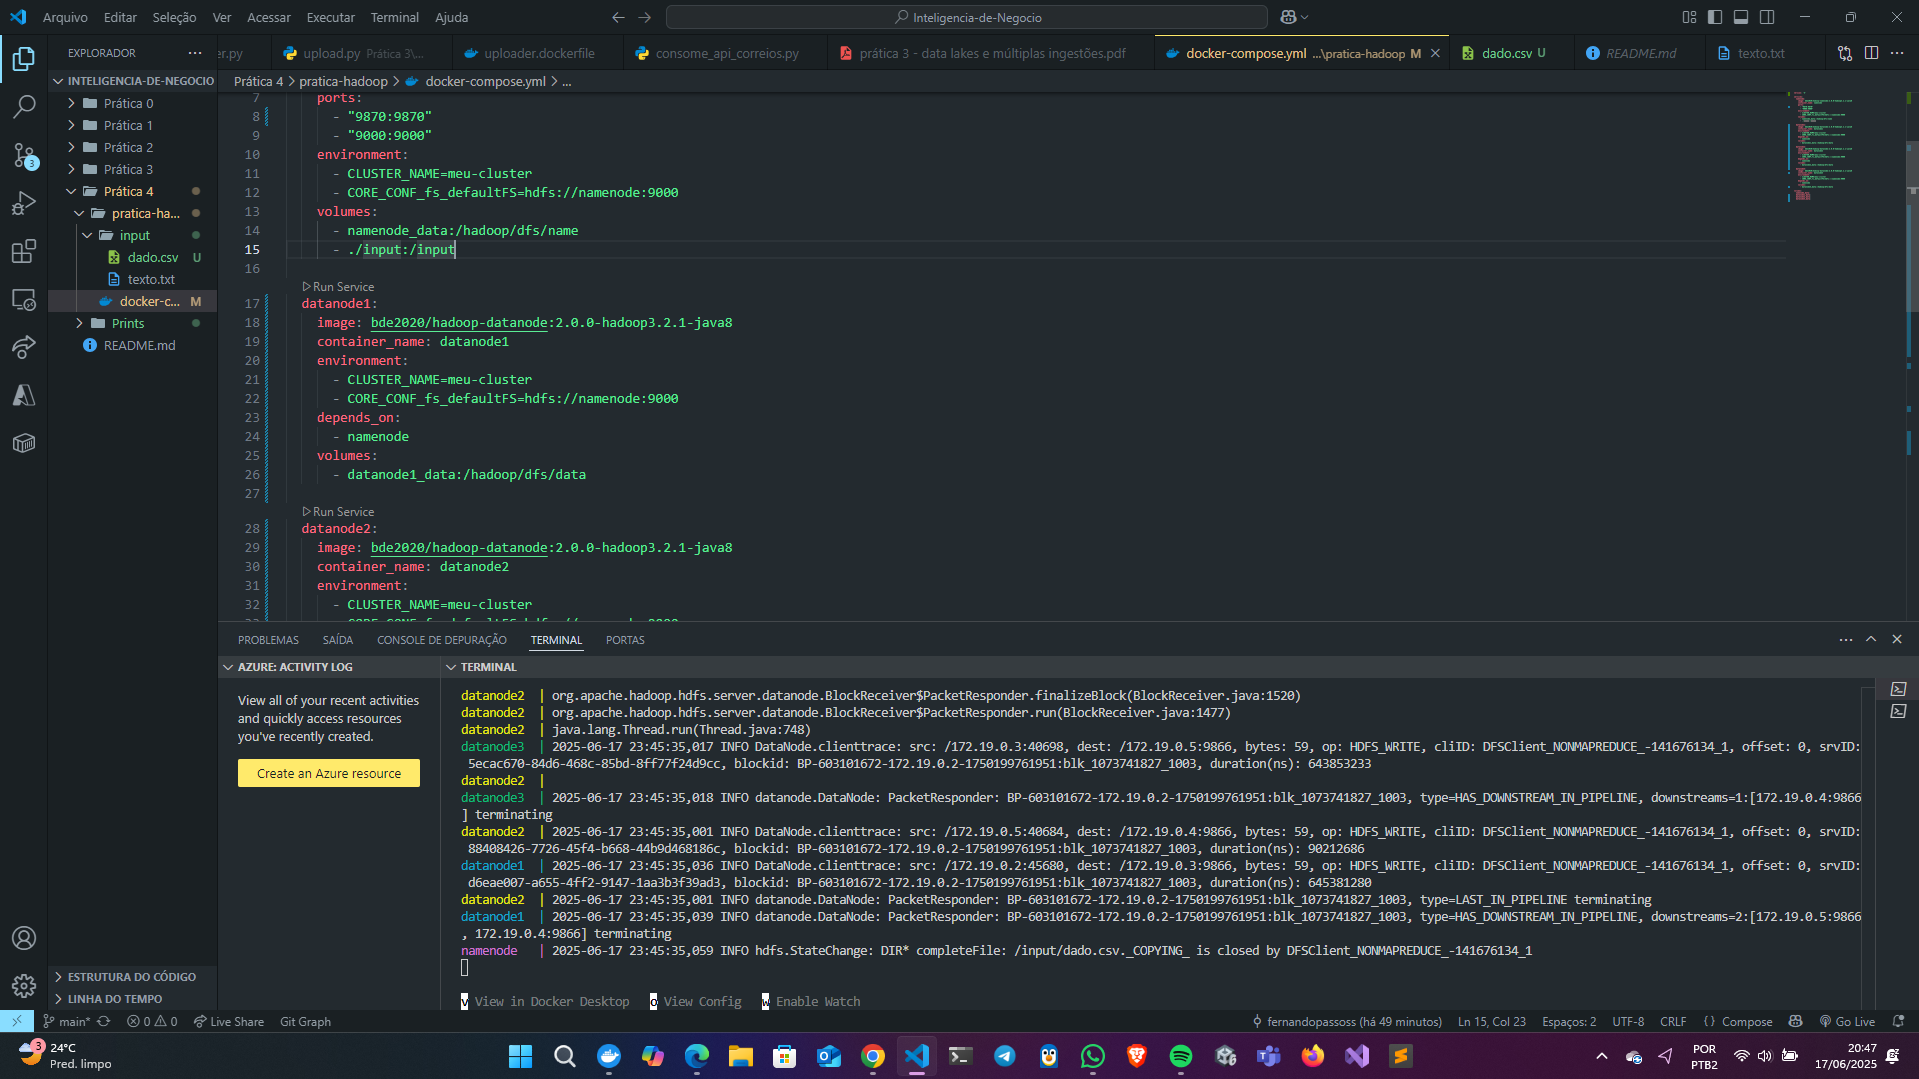 Arquivo Editar Seleção Ver Acessar Executar Terminal Ajuda
Inteligencia-de-Negocio
EXPLORADOR
INTELIGENCIA-DE-NEGOCIO
Prática 0
Prática 1
Prática 2
Prática 3
Prática 4
pratica-ha...
input
dado.csv U
texto.txt
docker-c... M
Prints
README.md
ESTRUTURA DO CÓDIGO
LINHA DO TEMPO
er.py
upload.py Prática 3\...
uploader.dockerfile
consome_api_correios.py
prática 3 - data lakes e múltiplas ingestões.pdf
docker-compose.yml ...\pratica-hadoop M
dado.csv U
README.md
texto.txt
Prática 4 > pratica-hadoop > docker-compose.yml > ...
7 ports:
8 - "9870:9870"
9 - "9000:9000"
10 environment:
11 - CLUSTER_NAME=meu-cluster
12 - CORE_CONF_fs_defaultFS=hdfs://namenode:9000
13 volumes:
14 - namenode_data:/hadoop/dfs/name
15 - ./input:/input
16
Run Service
17 datanode1:
18 image: bde2020/hadoop-datanode:2.0.0-hadoop3.2.1-java8
19 container_name: datanode1
20 environment:
21 - CLUSTER_NAME=meu-cluster
22 - CORE_CONF_fs_defaultFS=hdfs://namenode:9000
23 depends_on:
24 - namenode
25 volumes:
26 - datanode1_data:/hadoop/dfs/data
27
Run Service
28 datanode2:
29 image: bde2020/hadoop-datanode:2.0.0-hadoop3.2.1-java8
30 container_name: datanode2
31 environment:
32 - CLUSTER_NAME=meu-cluster
PROBLEMAS SAÍDA CONSOLE DE DEPURAÇÃO TERMINAL PORTAS
AZURE: ACTIVITY LOG
View all of your recent activities
and quickly access resources
you've recently created.
Create an Azure resource
TERMINAL
datanode2 | org.apache.hadoop.hdfs.server.datanode.BlockReceiver$PacketResponder.finalizeBlock(BlockReceiver.java:1520)
datanode2 | org.apache.hadoop.hdfs.server.datanode.BlockReceiver$PacketResponder.run(BlockReceiver.java:1477)
datanode2 | java.lang.Thread.run(Thread.java:748)
datanode3 | 2025-06-17 23:45:35,017 INFO DataNode.clienttrace: src: /172.19.0.3:40698, dest: /172.19.0.5:9866, bytes: 59, op: HDFS_WRITE, cliID: DFSClient_NONMAPREDUCE_-141676134_1, offset: 0, srvID:
5ecac670-84d6-468c-85bd-8ff77f24d9cc, blockid: BP-603101672-172.19.0.2-1750199761951:blk_1073741827_1003, duration(ns): 643853233
datanode2 |
datanode3 | 2025-06-17 23:45:35,018 INFO datanode.DataNode: PacketResponder: BP-603101672-172.19.0.2-1750199761951:blk_1073741827_1003, type=HAS_DOWNSTREAM_IN_PIPELINE, downstreams=1:[172.19.0.4:9866
] terminating
datanode2 | 2025-06-17 23:45:35,001 INFO DataNode.clienttrace: src: /172.19.0.5:40684, dest: /172.19.0.4:9866, bytes: 59, op: HDFS_WRITE, cliID: DFSClient_NONMAPREDUCE_-141676134_1, offset: 0, srvID:
88408426-7726-45f4-b668-44b9d468186c, blockid: BP-603101672-172.19.0.2-1750199761951:blk_1073741827_1003, duration(ns): 90212686
datanode1 | 2025-06-17 23:45:35,036 INFO DataNode.clienttrace: src: /172.19.0.2:45680, dest: /172.19.0.3:9866, bytes: 59, op: HDFS_WRITE, cliID: DFSClient_NONMAPREDUCE_-141676134_1, offset: 0, srvID:
d6eae007-a655-4ff2-9147-1aa3b3f39ad3, blockid: BP-603101672-172.19.0.2-1750199761951:blk_1073741827_1003, duration(ns): 645381280
datanode2 | 2025-06-17 23:45:35,001 INFO datanode.DataNode: PacketResponder: BP-603101672-172.19.0.2-1750199761951:blk_1073741827_1003, type=LAST_IN_PIPELINE terminating
datanode1 | 2025-06-17 23:45:35,039 INFO datanode.DataNode: PacketResponder: BP-603101672-172.19.0.2-1750199761951:blk_1073741827_1003, type=HAS_DOWNSTREAM_IN_PIPELINE, downstreams=2:[172.19.0.5:9866
, 172.19.0.4:9866] terminating
namenode | 2025-06-17 23:45:35,059 INFO hdfs.StateChange: DIR* completeFile: /input/dado.csv._COPYING_ is closed by DFSClient_NONMAPREDUCE_-141676134_1
v View in Docker Desktop o View Config w Enable Watch
main* 0 0 Live Share Git Graph
fernandopassoss (há 49 minutos) Ln 15, Col 23 Espaços: 2 UTF-8 CRLF {} Compose Go Live
3
3
24°C
Pred. limpo
POR
PTB2
20:47
17/06/2025